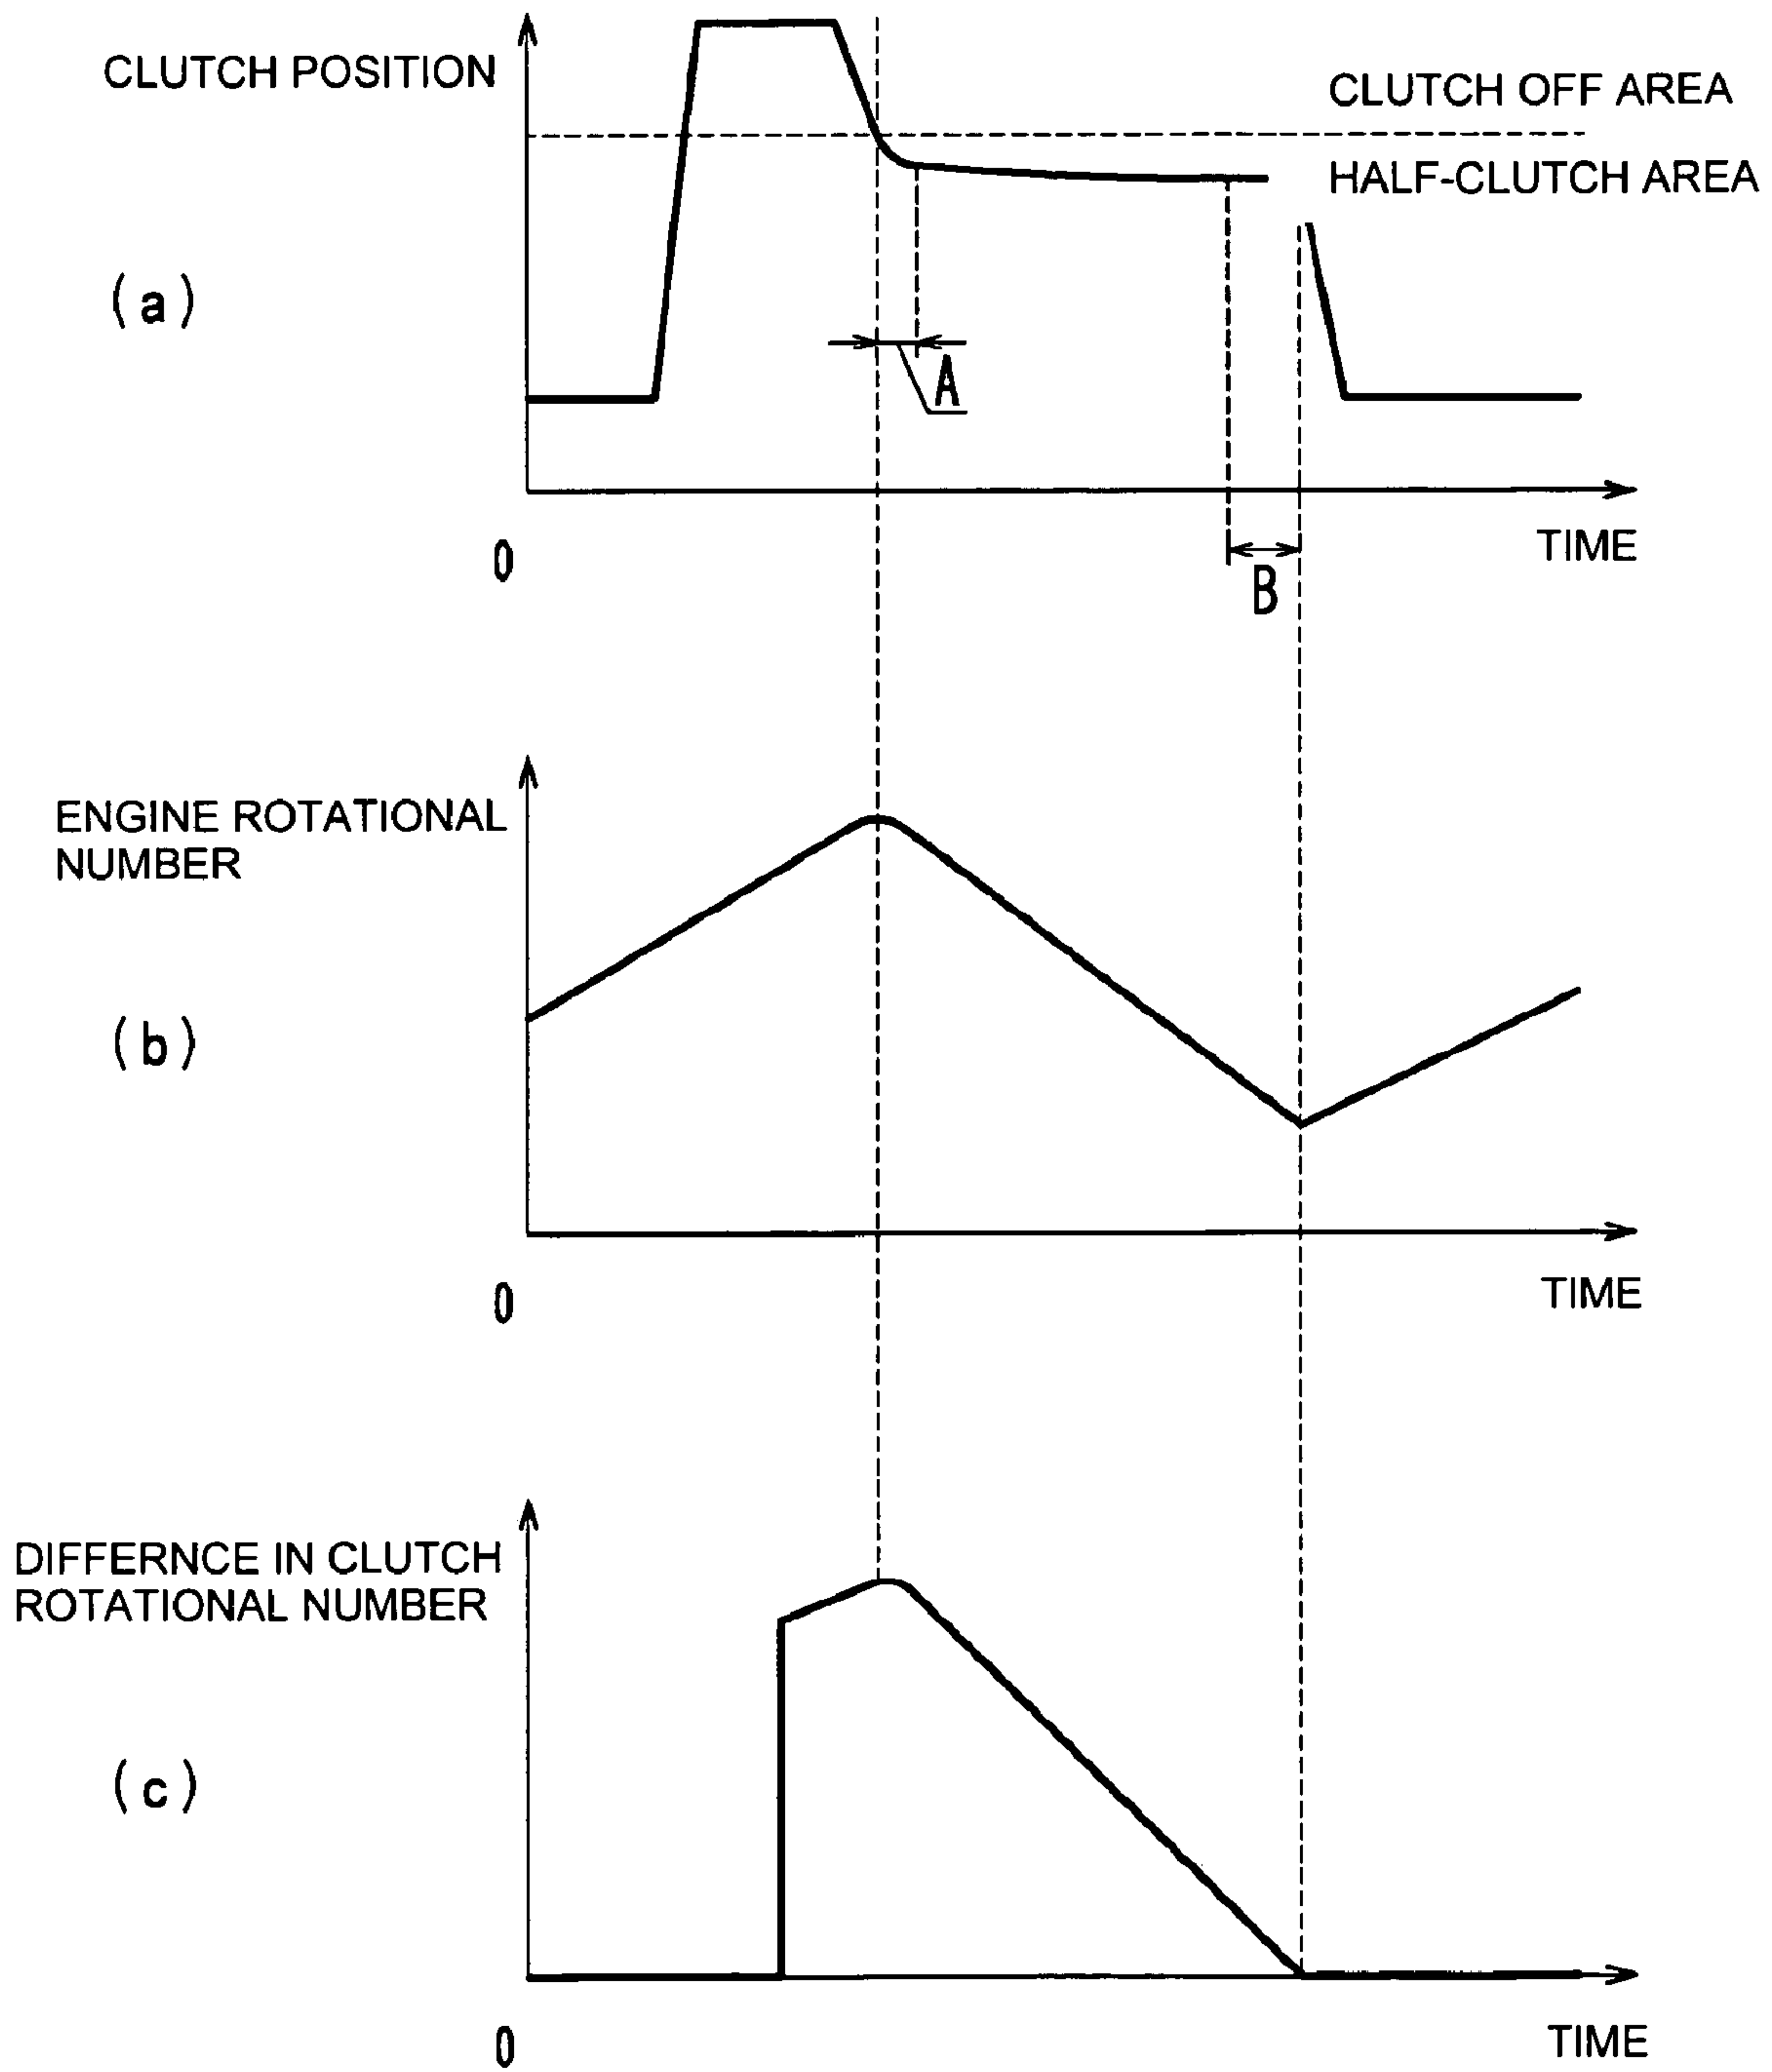 CLUTCH POSITION
CLUTCH OFF AREA
HALF-CLUTCH AREA
(a)
A
0
TIME
B
ENGINE ROTATIONAL
NUMBER
(b)
0
TIME
DIFFERNCE IN CLUTCH
ROTATIONAL NUMBER
(c)
0
TIME